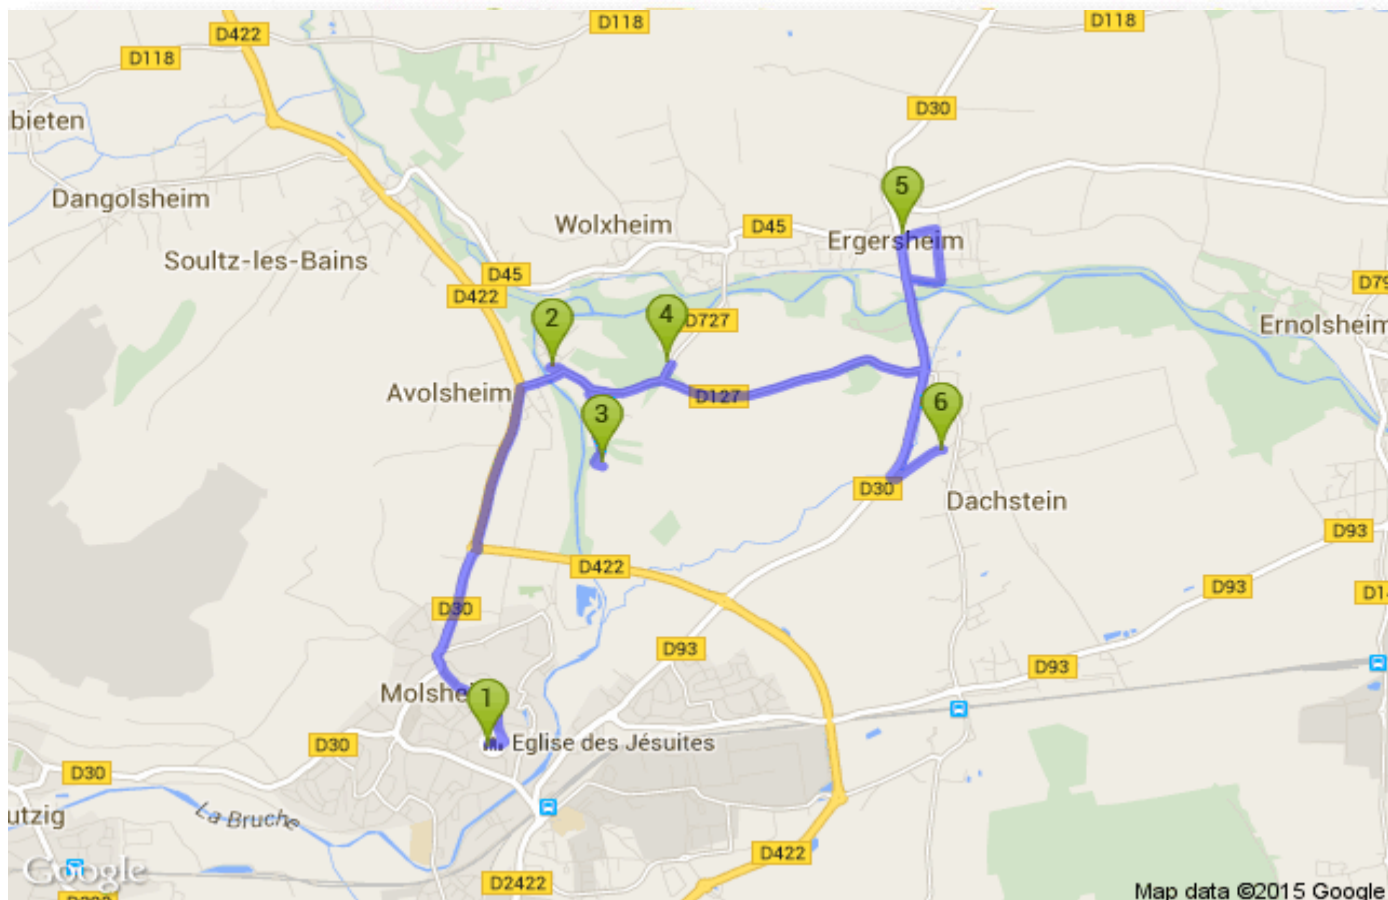 D118
D118
D422
D118
D30
bieten
5
Dangolsheim
Wolxheim
D45
Ergersheim
Soultz-les-Bains
D45
D79
D422
2
4
D727
Ernolsheim
Avolsheim
D127
6
3
D30
Dachstein
D93
D422
D93
D30
D93
D93
Molshe
1
D30
Eglise des Jésuites
D30
La Bruche
utzig
D422
Google
D2422
Map data ©2015 Google